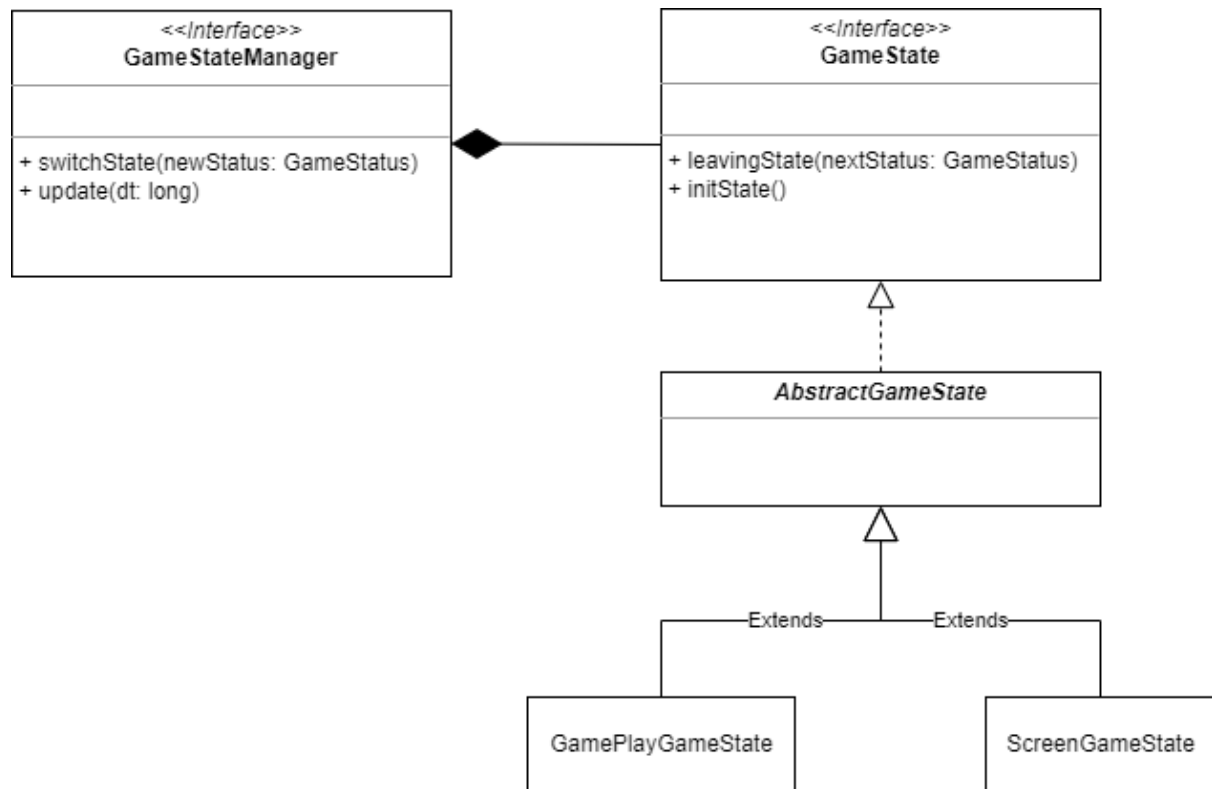 <<Interface>>
GameStateManager
+ switchState(newStatus: GameStatus)
+ update(dt: long)
<<Interface>>
GameState
+ leavingState(nextStatus: GameStatus)
+ initState()
AbstractGameState
Extends
Extends
GamePlayGameState
ScreenGameState